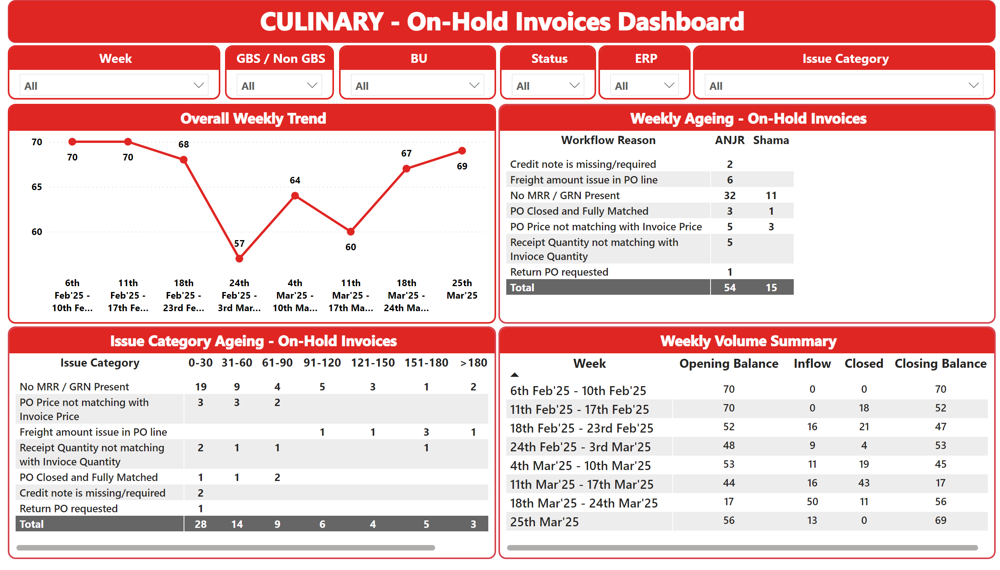 CULINARY - On-Hold Invoices Dashboard
Week
GBS / Non GBS
BU
Status
ERP
Issue Category
All
All
All
All
All
All
Overall Weekly Trend
70
65
60
70
70
68
57
64
60
67
69
6th Feb'25 - 10th Fe...
11th Feb'25 - 17th Fe...
18th Feb'25 - 23rd Fe...
24th Feb'25 - 3rd Mar...
4th Mar'25 - 10th Ma...
11th Mar'25 - 17th Ma...
18th Mar'25 - 24th Ma...
25th Mar'25
Weekly Ageing - On-Hold Invoices
Workflow Reason ANJR Shama
Credit note is missing/required 2
Freight amount issue in PO line 6
No MRR / GRN Present 32 11
PO Closed and Fully Matched 3 1
PO Price not matching with Invoice Price 5 3
Receipt Quantity not matching with 5
Invioce Quantity
Return PO requested 1
Total 54 15
Issue Category Ageing - On-Hold Invoices
Issue Category 0-30 31-60 61-90 91-120 121-150 151-180 >180
No MRR / GRN Present 19 9 4 5 3 1 2
PO Price not matching with 3 3 2
Invoice Price
Freight amount issue in PO line 1 1 3 1
Receipt Quantity not matching 2 1 1 1
with Invioce Quantity
PO Closed and Fully Matched 1 1 2
Credit note is missing/required 2
Return PO requested 1
Total 28 14 9 6 4 5 3
Weekly Volume Summary
Week Opening Balance Inflow Closed Closing Balance
6th Feb'25 - 10th Feb'25 70 0 0 70
11th Feb'25 - 17th Feb'25 70 0 18 52
18th Feb'25 - 23rd Feb'25 52 16 21 47
24th Feb'25 - 3rd Mar'25 48 9 4 53
4th Mar'25 - 10th Mar'25 53 11 19 45
11th Mar'25 - 17th Mar'25 44 16 43 17
18th Mar'25 - 24th Mar'25 17 50 11 56
25th Mar'25 56 13 0 69